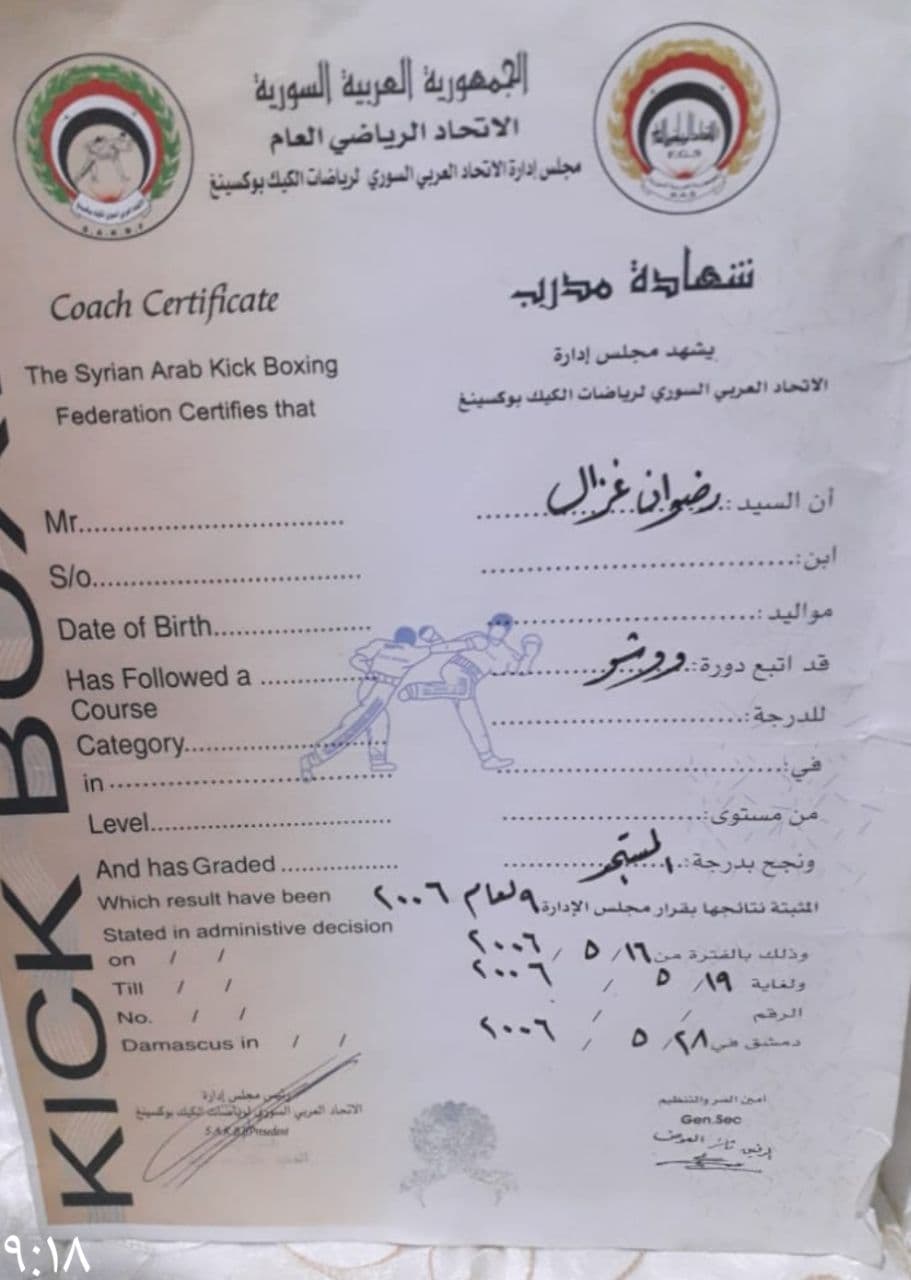 الجمهورية العربية السورية
الاتحاد الرياضي العام
مجلس إدارة الاتحاد العربي السوري لرياضات الكيك بوكسينغ
S.A.K.B.F
شهادة مدرب
Coach Certificate
يشهد مجلس إدارة
الاتحاد العربي السوري لرياضات الكيك بوكسينغ
The Syrian Arab Kick Boxing
Federation Certifies that
أن السيد: رضوان غزال
ابن:
مواليد:
قد اتبع دورة: ووشو
للدرجة:
في:
من مستوى:
ونجح بدرجة:
المثبتة نتائجها بقرار مجلس الإدارة ٩ لعام ٢٠٠٦
وذلك بالفترة من ١٦/ ٥ / ٢٠٠٦
ولغاية ١٩/ ٥ / ٢٠٠٦
الرقم / /
دمشق في ٢٨/ ٥ / ٢٠٠٦
Mr.
S/o
Date of Birth
Has Followed a
Course
Category
in
Level
And has Graded
Which result have been
Stated in administive decision
on / /
Till / /
No. / /
Damascus in / /
أمين السر والتنظيم
Gen.Sec
رئيس مجلس إدارة
الاتحاد العربي السوري لرياضات الكيك بوكسينغ
S.A.K.B.F Presedent
KICK BOX
٩:١٨